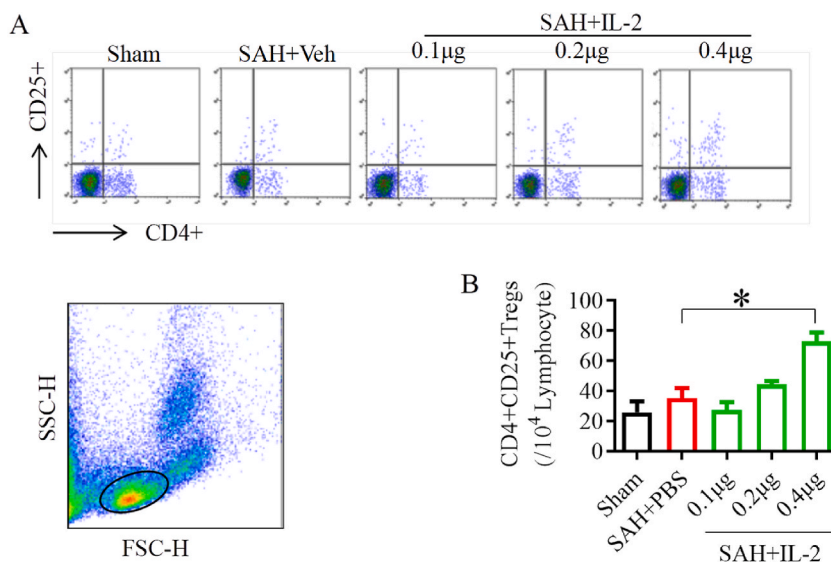 A
SAH+IL-2
Sham
SAH+Veh
0.1μg
0.2μg
0.4μg
CD25+
CD4+
SSC-H
FSC-H
B
CD4+CD25+Tregs
(/10⁴ Lymphocyte)
100
80
60
40
20
0
*
Sham
SAH+PBS
0.1μg
0.2μg
0.4μg
SAH+IL-2